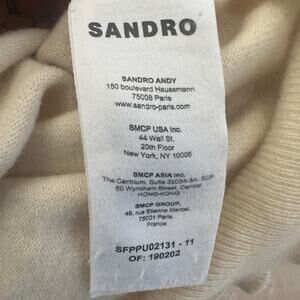 SANDRO
SANDRO ANDY
150 boulevard Haussmann
75008 Paris
www.sandro-paris.com
SMCP USA Inc.
44 Wall St.
20th Floor
New York, NY 10005
SMCP ASIA Inc.
The Centrium, Suite
60 Wyndham Street, Central
HONG-KONG
SMCP GROUP,
49, rue Etienne Marcel,
75001 Paris,
France.
SFPPU02131 - 11
OF: 190202